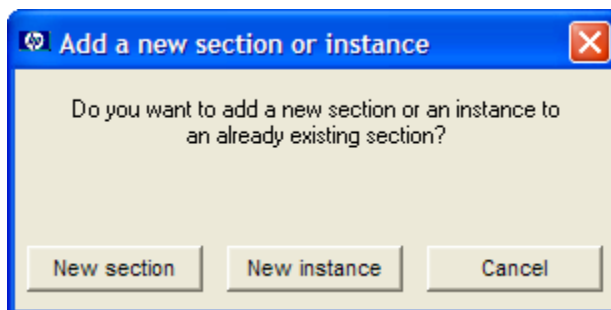 Add a new section or instance
Do you want to add a new section or an instance to
an already existing section?
New section
New instance
Cancel